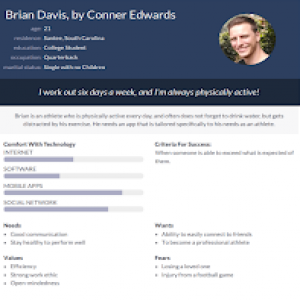 Brian Davis, by Conner Edwards
age: 21
residence: Santee, South Carolina
education: College Student
occupation: Quarterback
marital status: Single with no Children
I work out six days a week, and I'm always physically active!
Brian is an athlete who is physically active every day, and often does not forget to drink water, but gets
distracted by his exercise. He needs an app that is tailored specifically to his needs as an athlete.
Comfort With Technology
INTERNET
SOFTWARE
MOBILE APPS
SOCIAL NETWORK
Criteria For Success:
When someone is able to exceed what is expected of
them.
Needs
• Good communication
• Stay healthy to perform well
Wants
• Ability to easily connect to friends
• To become a professional athlete
Values
• Efficiency
• Strong work ethic
• Open mindedness
Fears
• Losing a loved one
• Injury from a football game